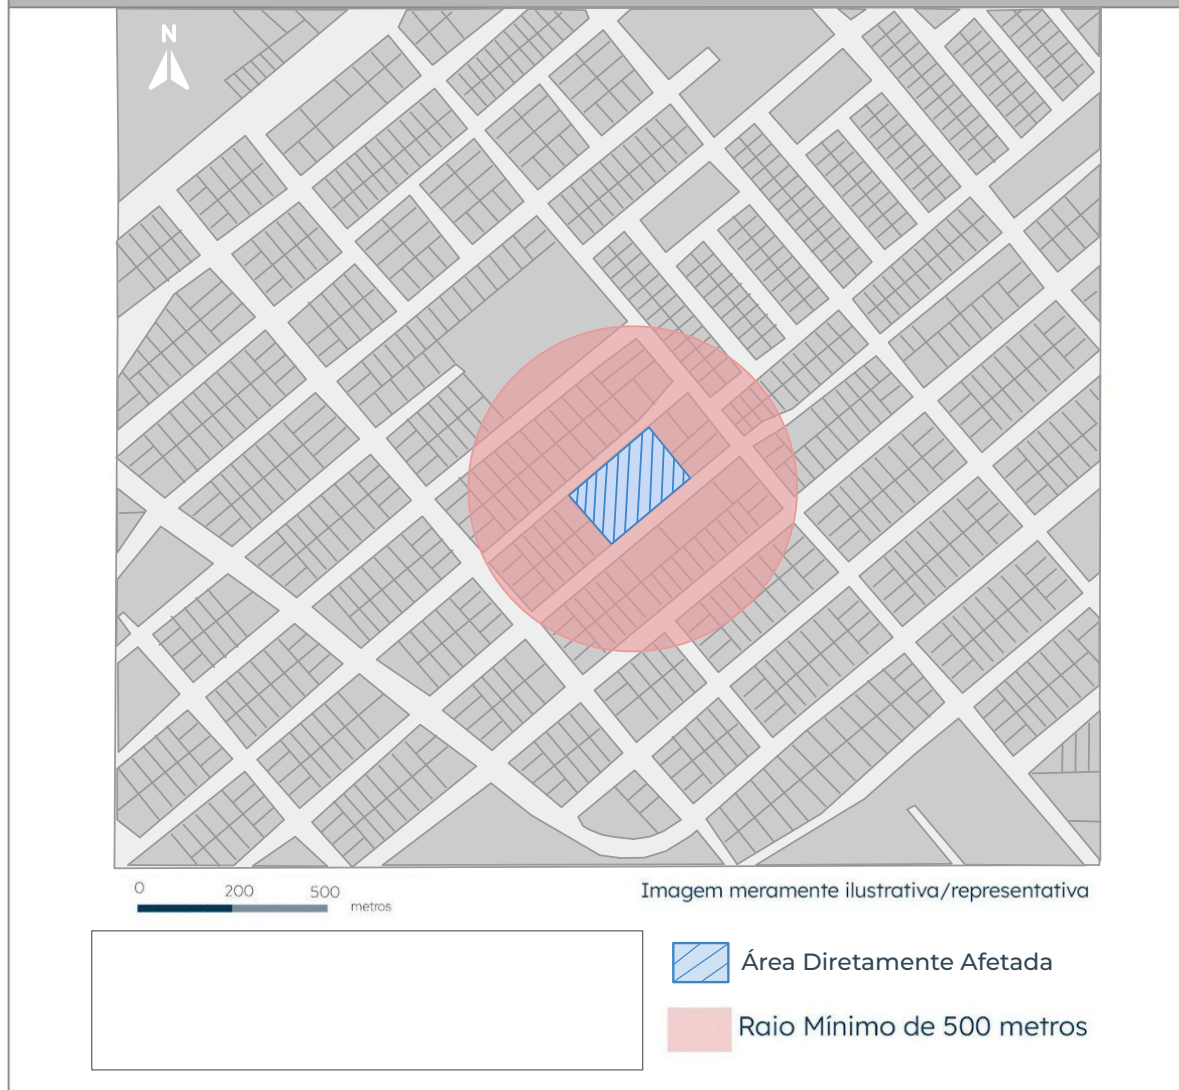 N
0 200 500
metros
Imagem meramente ilustrativa/representativa
Área Diretamente Afetada
Raio Mínimo de 500 metros